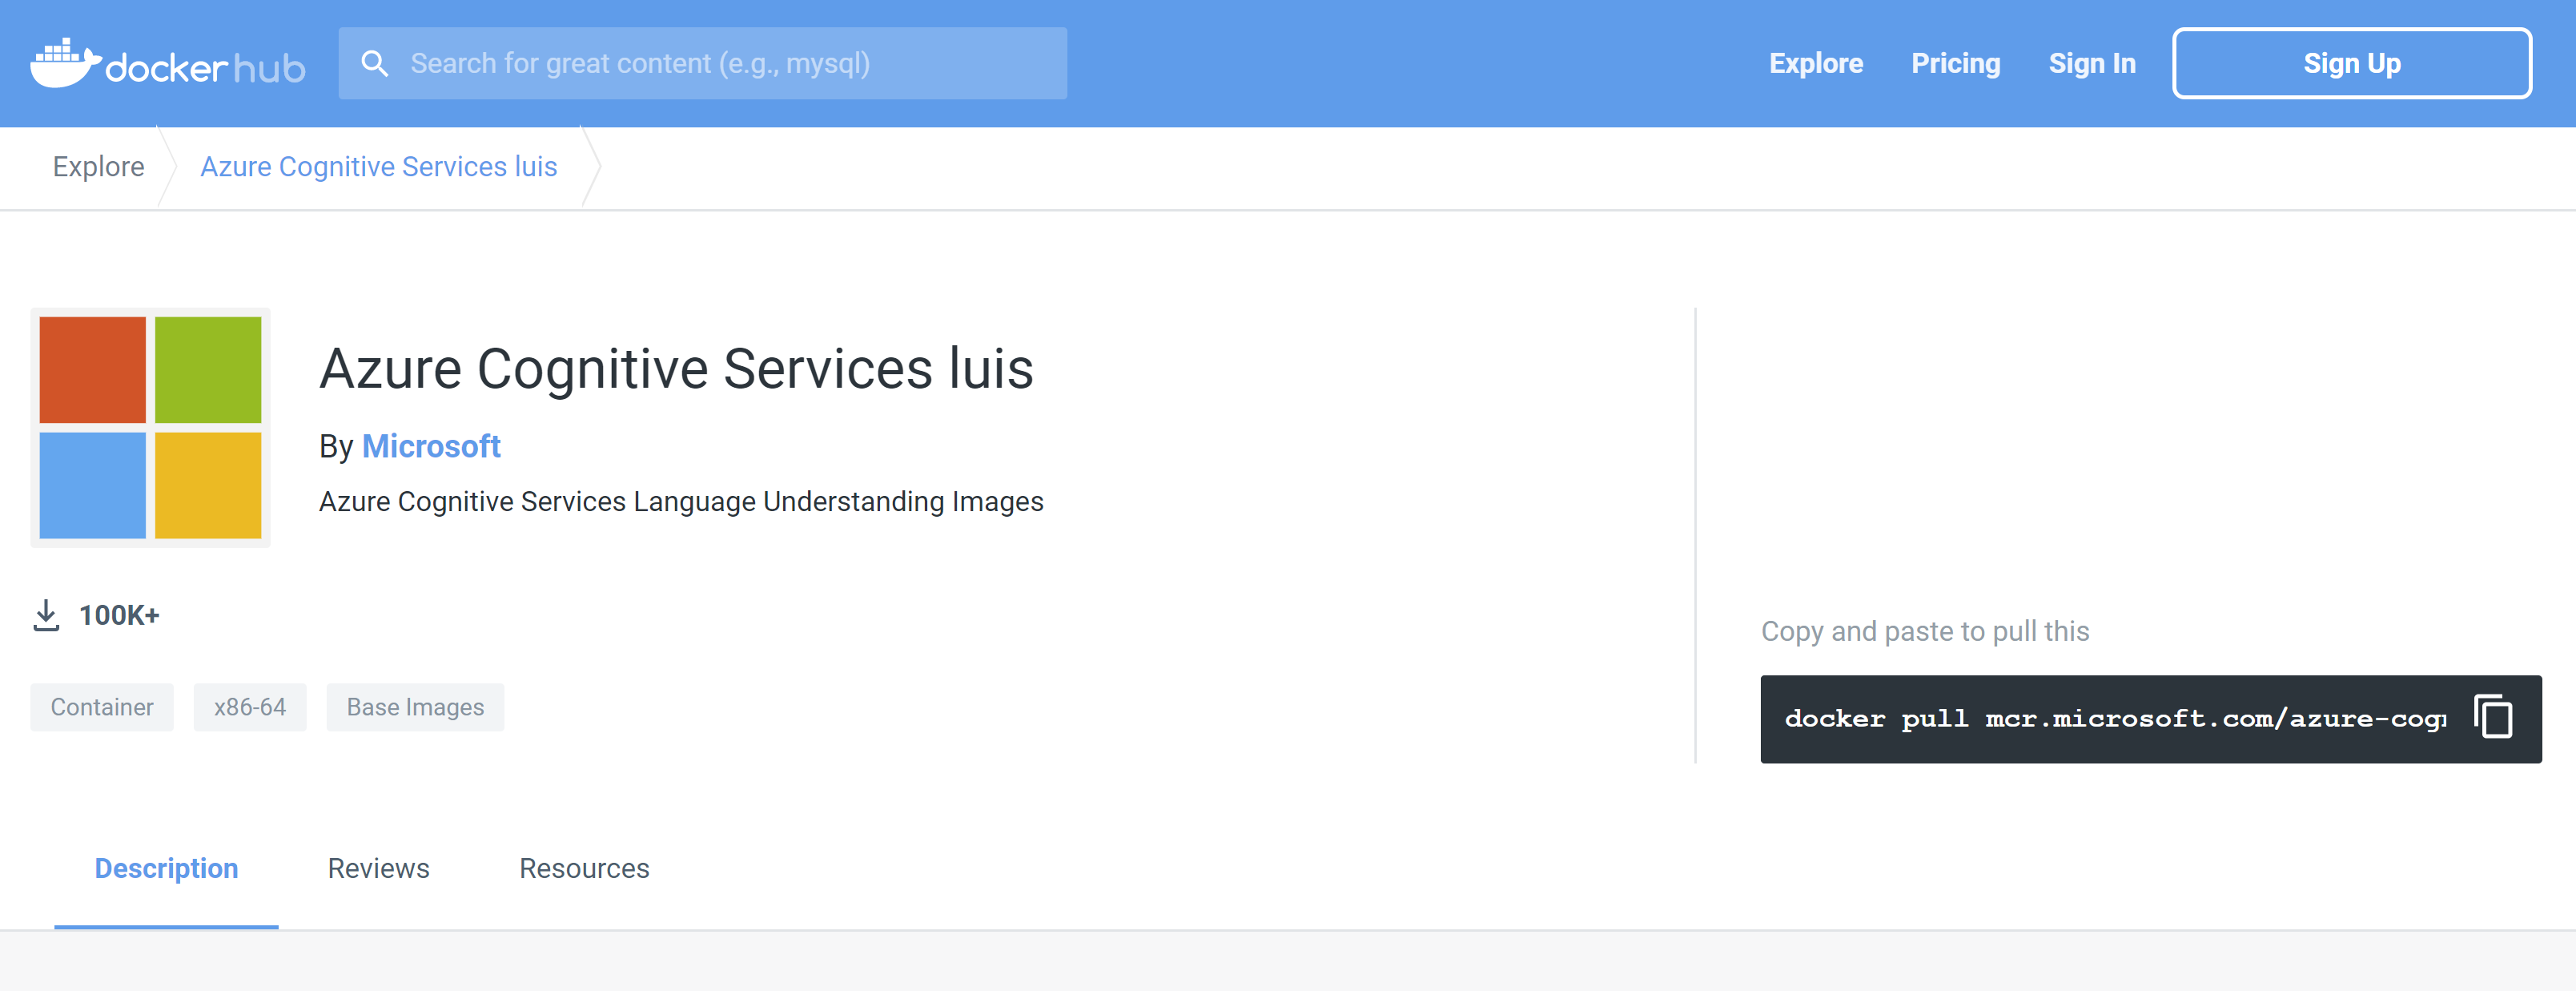 docker hub
Search for great content (e.g., mysql)
Explore
Pricing
Sign In
Sign Up
Explore
Azure Cognitive Services luis
Azure Cognitive Services luis
By Microsoft
Azure Cognitive Services Language Understanding Images
100K+
Container
x86-64
Base Images
Copy and paste to pull this
docker pull mcr.microsoft.com/azure-cog
Description
Reviews
Resources